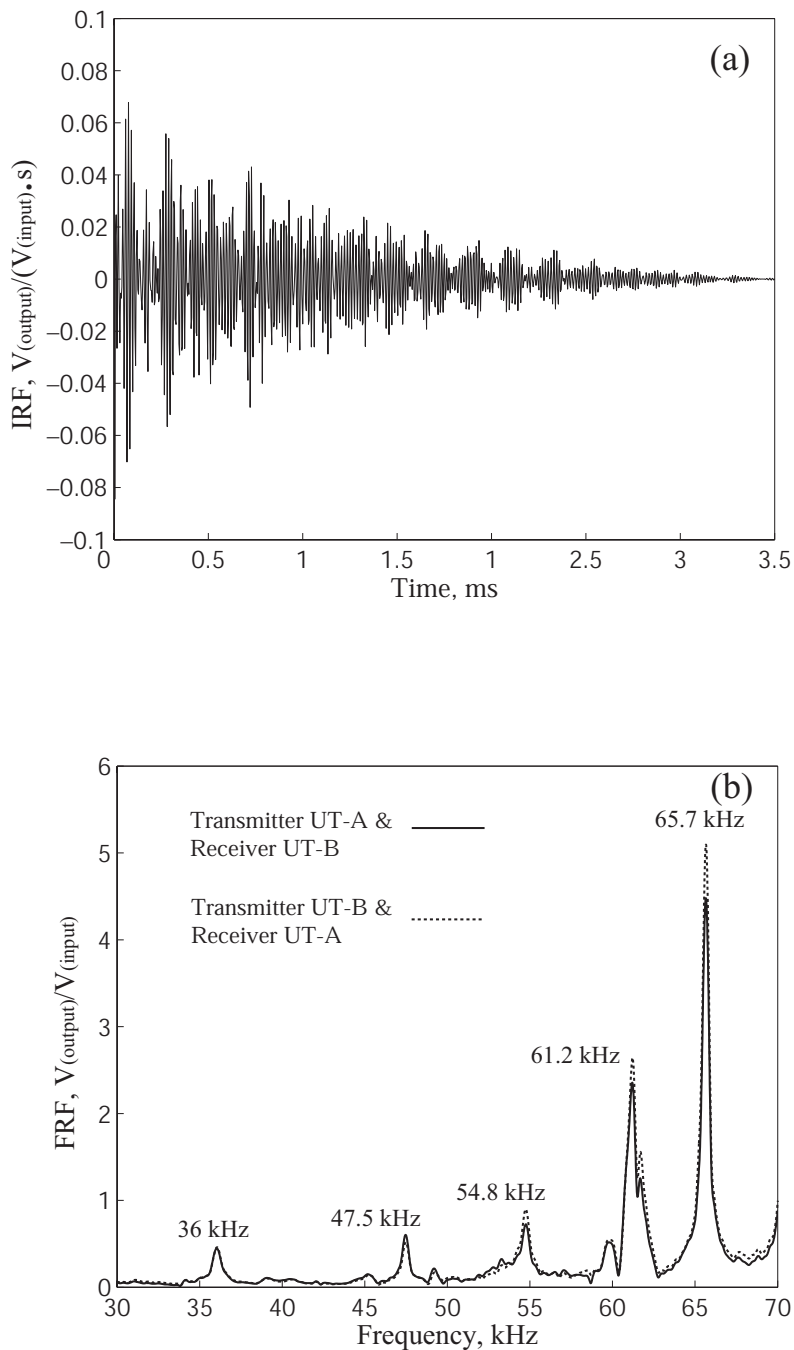 (a)
0.1
0.08
0.06
0.04
0.02
0
−0.02
−0.04
−0.06
−0.08
−0.1
IRF, V(output)/(V(input)•s)
0 0.5 1 1.5 1 2.5 3 3.5
Time, ms
(b)
6
5
4
3
2
1
0
FRF, V(output)/V(input)
Transmitter UT-A &
Receiver UT-B
Transmitter UT-B &
Receiver UT-A
65.7 kHz
61.2 kHz
54.8 kHz
47.5 kHz
36 kHz
30 35 40 45 50 55 60 65 70
Frequency, kHz